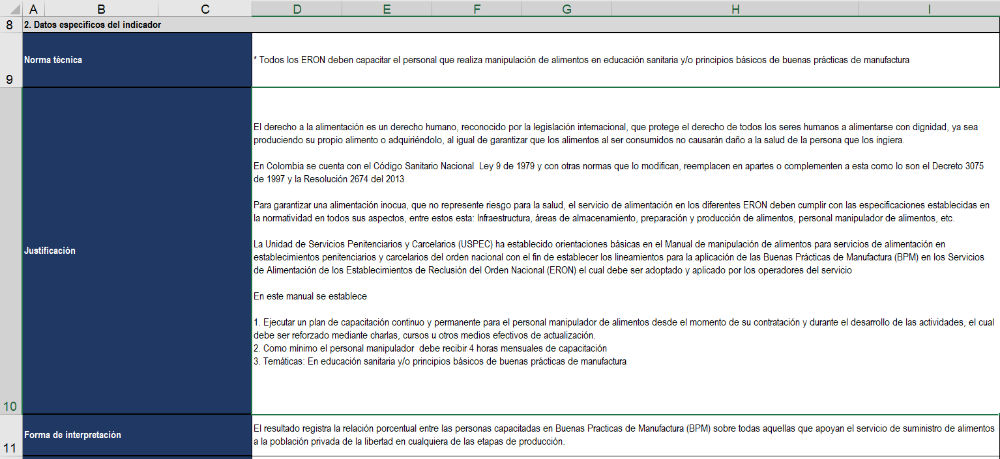 A B C D E F G H I
8 2. Datos específicos del indicador
9 Norma técnica
* Todos los ERON deben capacitar el personal que realiza manipulación de alimentos en educación sanitaria y/o principios básicos de buenas prácticas de manufactura
10 Justificación
El derecho a la alimentación es un derecho humano, reconocido por la legislación internacional, que protege el derecho de todos los seres humanos a alimentarse con dignidad, ya sea
produciendo su propio alimento o adquiriéndolo, al igual de garantizar que los alimentos al ser consumidos no causarán daño a la salud de la persona que los ingiera.
En Colombia se cuenta con el Código Sanitario Nacional Ley 9 de 1979 y con otras normas que lo modifican, reemplacen en apartes o complementen a esta como lo son el Decreto 3075
de 1997 y la Resolución 2674 del 2013
Para garantizar una alimentación inocua, que no represente riesgo para la salud, el servicio de alimentación en los diferentes ERON deben cumplir con las especificaciones establecidas en
la normatividad en todos sus aspectos, entre estos esta: Infraestructura, áreas de almacenamiento, preparación y producción de alimentos, personal manipulador de alimentos, etc.
La Unidad de Servicios Penitenciarios y Carcelarios (USPEC) ha establecido orientaciones básicas en el Manual de manipulación de alimentos para servicios de alimentación en
establecimientos penitenciarios y carcelarios del orden nacional con el fin de establecer los lineamientos para la aplicación de las Buenas Prácticas de Manufactura (BPM) en los Servicios
de Alimentación de los Establecimientos de Reclusión del Orden Nacional (ERON) el cual debe ser adoptado y aplicado por los operadores del servicio
En este manual se establece
1. Ejecutar un plan de capacitación continuo y permanente para el personal manipulador de alimentos desde el momento de su contratación y durante el desarrollo de las actividades, el cual
debe ser reforzado mediante charlas, cursos u otros medios efectivos de actualización.
2. Como mínimo el personal manipulador debe recibir 4 horas mensuales de capacitación
3. Temáticas: En educación sanitaria y/o principios básicos de buenas prácticas de manufactura
11 Forma de interpretación
El resultado registra la relación porcentual entre las personas capacitadas en Buenas Practicas de Manufactura (BPM) sobre todas aquellas que apoyan el servicio de suministro de alimentos
a la población privada de la libertad en cualquiera de las etapas de producción.